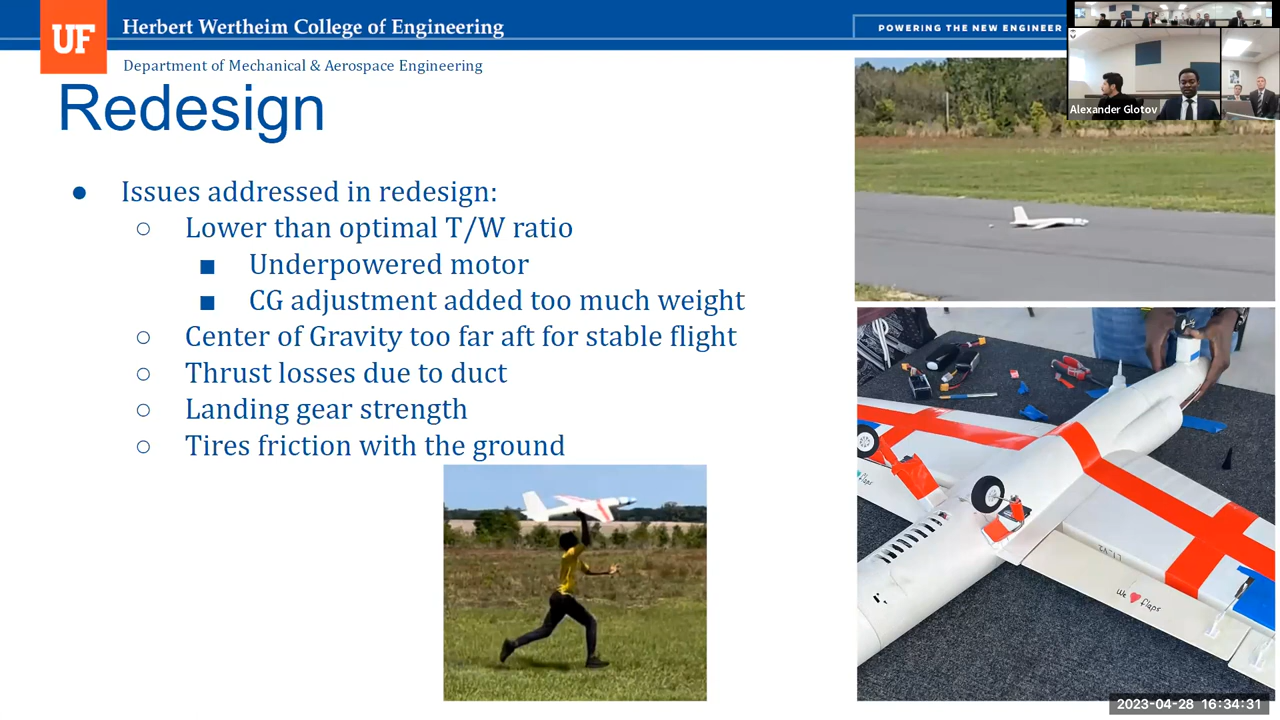 UF
Herbert Wertheim College of Engineering
POWERING THE NEW ENGINEER
Department of Mechanical & Aerospace Engineering
Redesign
● Issues addressed in redesign:
○ Lower than optimal T/W ratio
■ Underpowered motor
■ CG adjustment added too much weight
○ Center of Gravity too far aft for stable flight
○ Thrust losses due to duct
○ Landing gear strength
○ Tires friction with the ground
Alexander Glotov
We ❤ flaps
2023-04-28 16:34:31